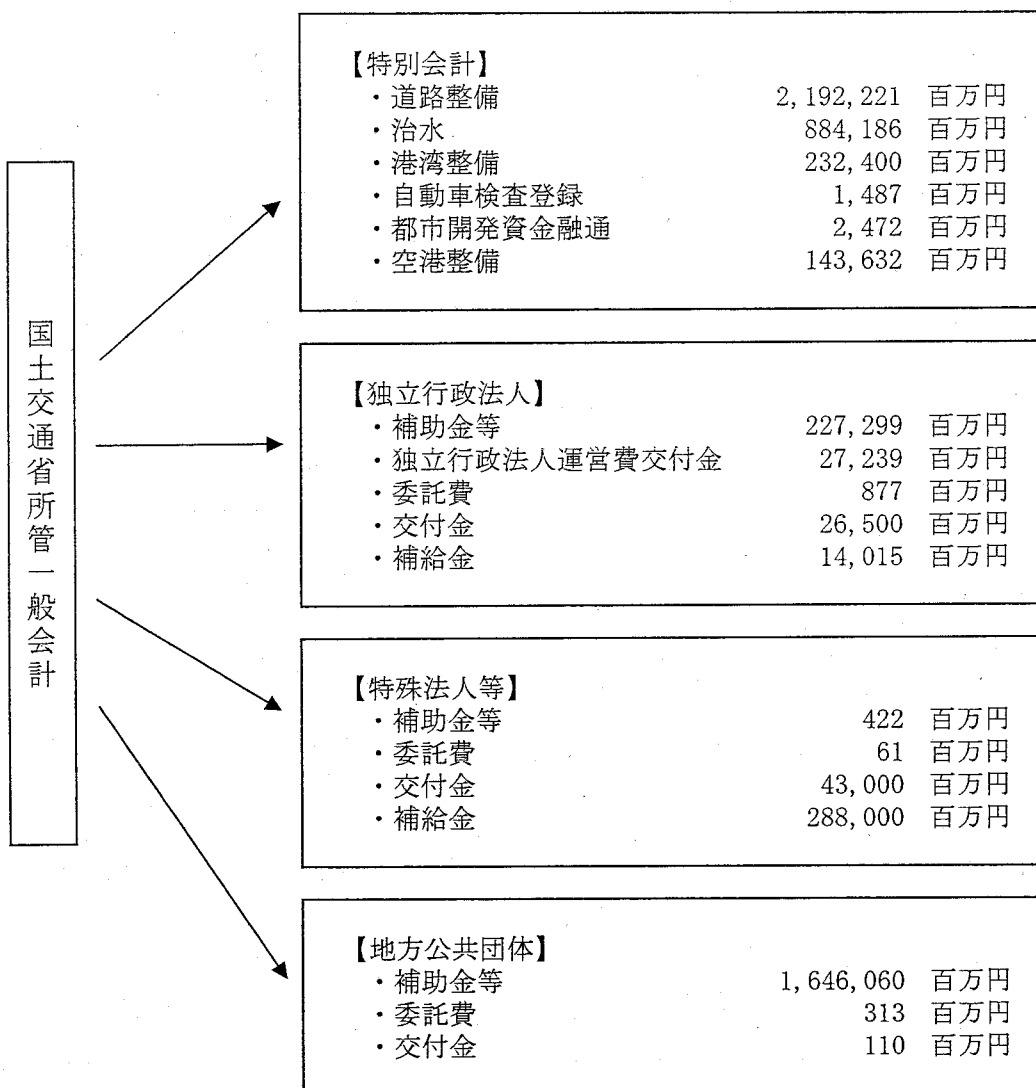 国土交通省所管一般会計
【特別会計】
・道路整備 2,192,221 百万円
・治水 884,186 百万円
・港湾整備 232,400 百万円
・自動車検査登録 1,487 百万円
・都市開発資金融通 2,472 百万円
・空港整備 143,632 百万円
【独立行政法人】
・補助金等 227,299 百万円
・独立行政法人運営費交付金 27,239 百万円
・委託費 877 百万円
・交付金 26,500 百万円
・補給金 14,015 百万円
【特殊法人等】
・補助金等 422 百万円
・委託費 61 百万円
・交付金 43,000 百万円
・補給金 288,000 百万円
【地方公共団体】
・補助金等 1,646,060 百万円
・委託費 313 百万円
・交付金 110 百万円